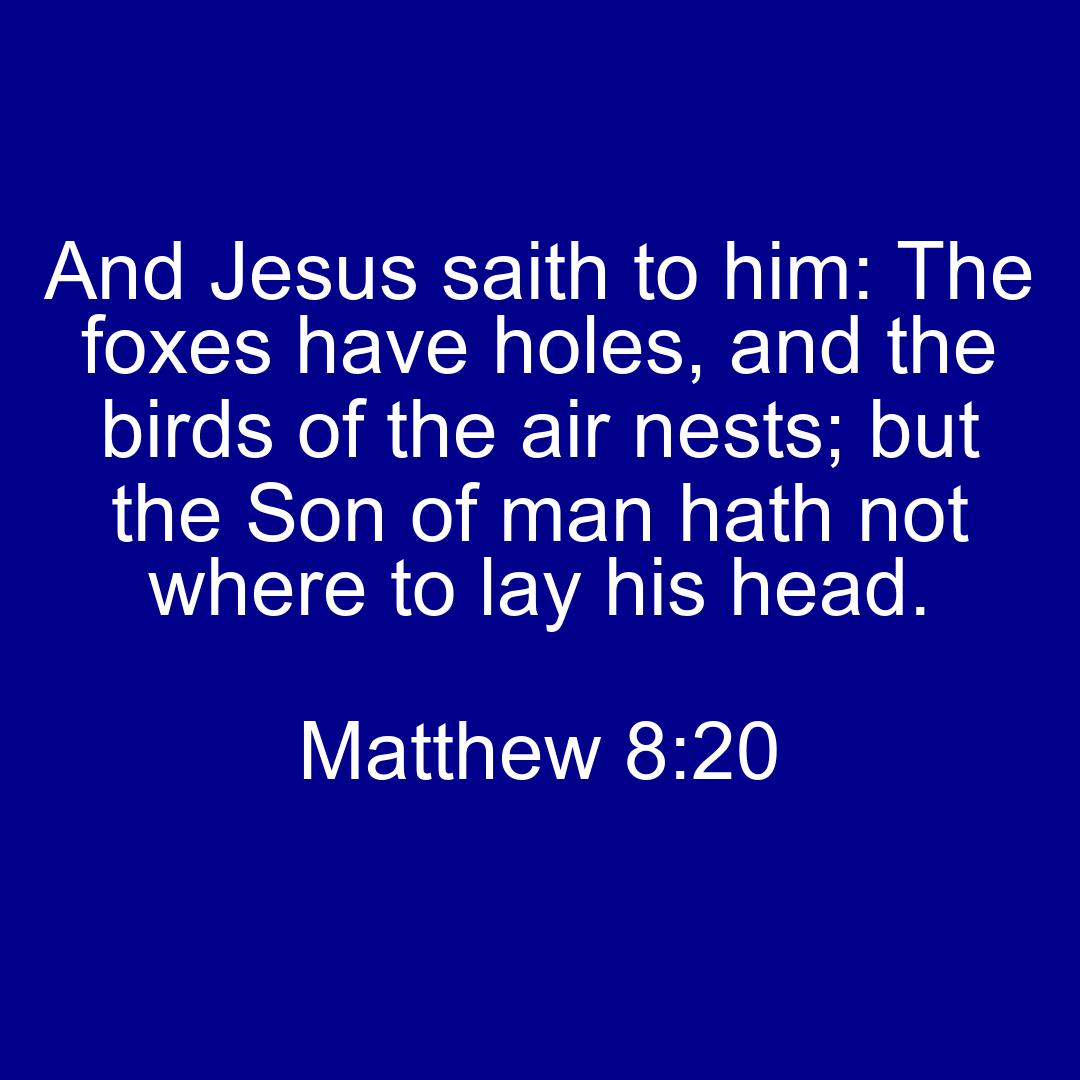 And Jesus saith to him: The
foxes have holes, and the
birds of the air nests; but
the Son of man hath not
where to lay his head.
Matthew 8:20